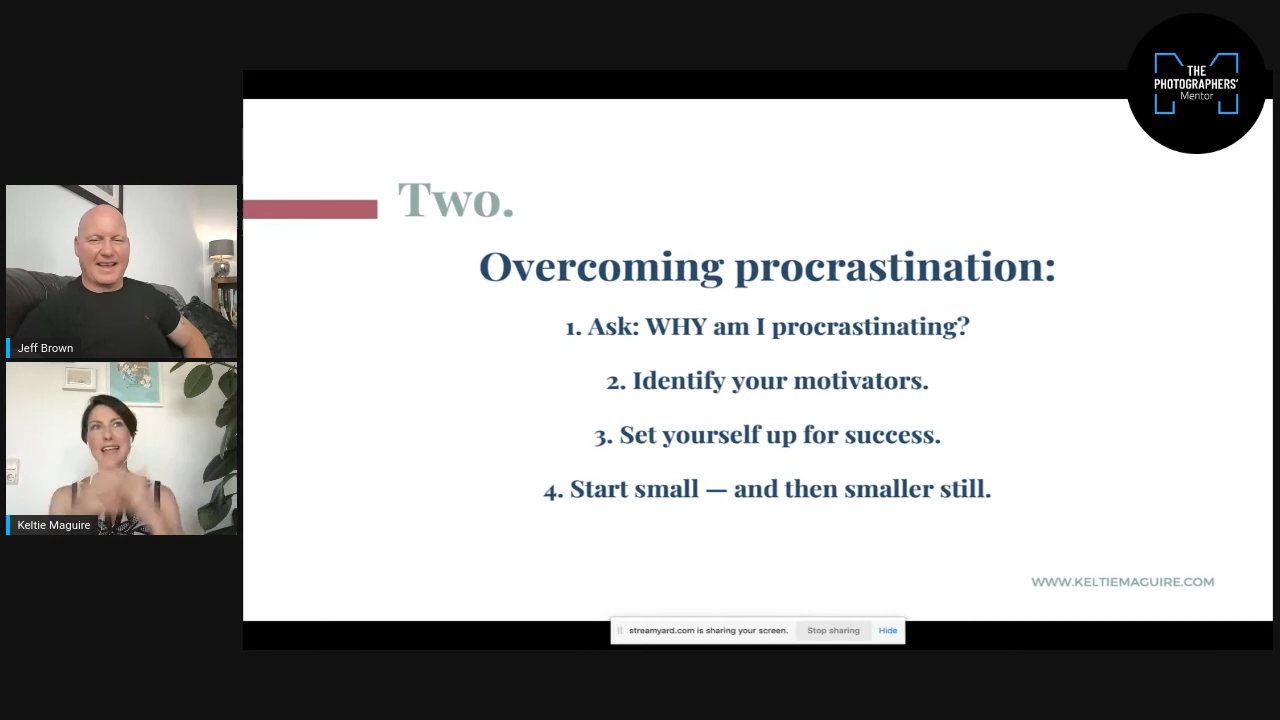 THE
PHOTOGRAPHERS'
Mentor
Two.
Overcoming procrastination:
1. Ask: WHY am I procrastinating?
2. Identify your motivators.
3. Set yourself up for success.
4. Start small — and then smaller still.
WWW.KELTIEMAGUIRE.COM
streamyard.com is sharing your screen. Stop sharing Hide
Jeff Brown
Keltie Maguire